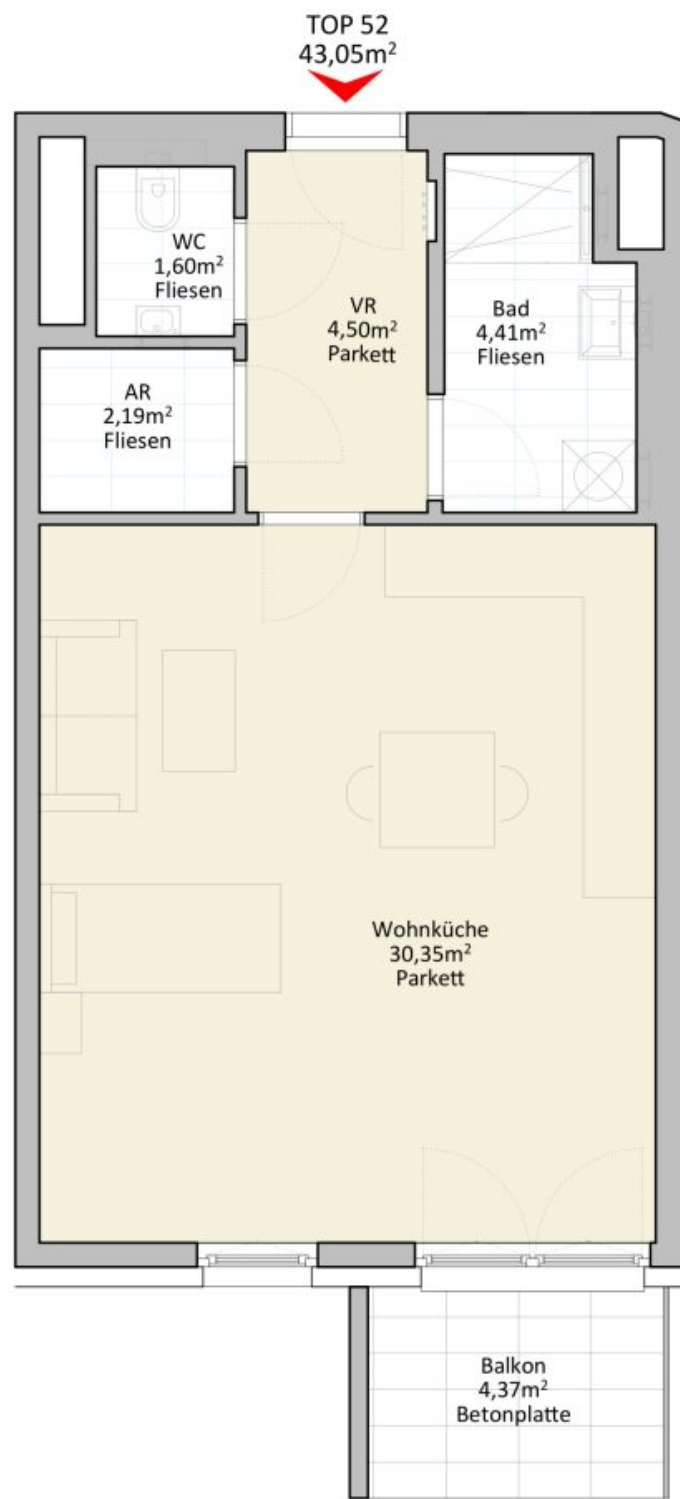 TOP 52
43,05m²
WC
1,60m²
Fliesen
VR
4,50m²
Parkett
Bad
4,41m²
Fliesen
AR
2,19m²
Fliesen
Wohnküche
30,35m²
Parkett
Balkon
4,37m²
Betonplatte